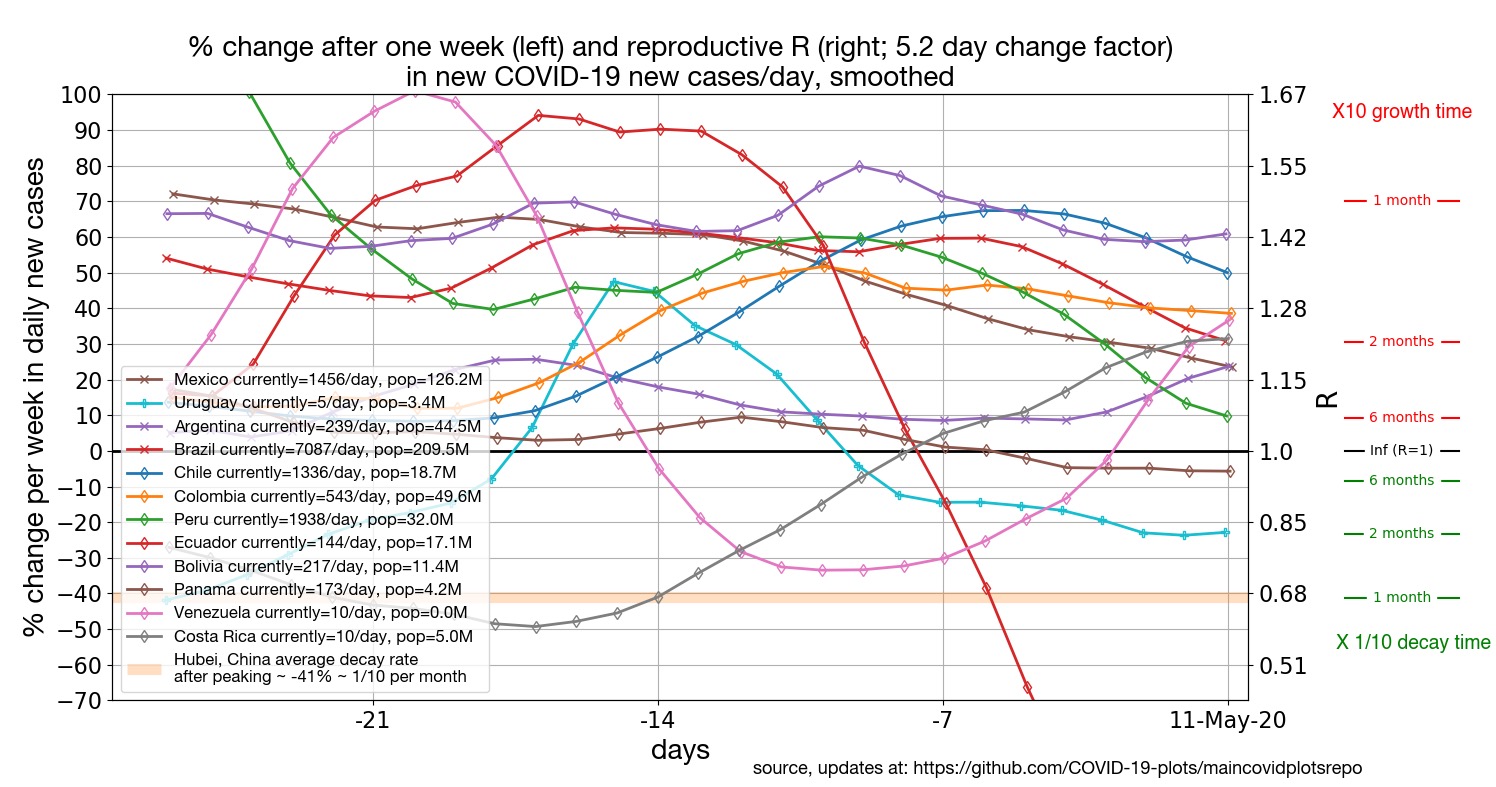 % change after one week (left) and reproductive R (right; 5.2 day change factor)
in new COVID-19 new cases/day, smoothed
% change per week in daily new cases
100
90
80
70
60
50
40
30
20
10
0
−10
−20
−30
−40
−50
−60
−70
Mexico currently=1456/day, pop=126.2M
Uruguay currently=5/day, pop=3.4M
Argentina currently=239/day, pop=44.5M
Brazil currently=7087/day, pop=209.5M
Chile currently=1336/day, pop=18.7M
Colombia currently=543/day, pop=49.6M
Peru currently=1938/day, pop=32.0M
Ecuador currently=144/day, pop=17.1M
Bolivia currently=217/day, pop=11.4M
Panama currently=173/day, pop=4.2M
Venezuela currently=10/day, pop=0.0M
Costa Rica currently=10/day, pop=5.0M
Hubei, China average decay rate
after peaking ~ -41% ~ 1/10 per month
-21
-14
-7
11-May-20
days
1.67
1.55
1.42
1.28
1.15
1.0
0.85
0.68
0.51
R
X10 growth time
1 month
2 months
6 months
Inf (R=1)
6 months
2 months
1 month
X 1/10 decay time
source, updates at: https://github.com/COVID-19-plots/maincovidplotsrepo